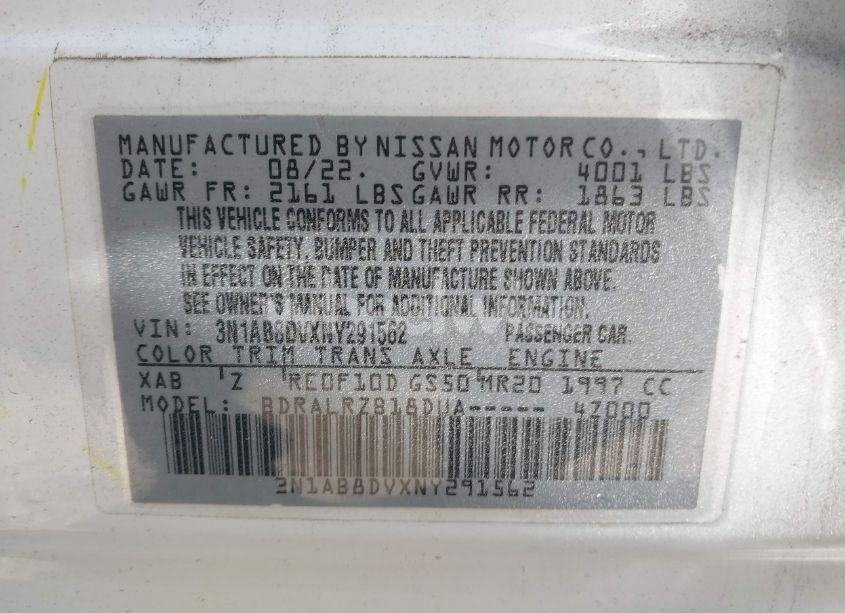 MANUFACTURED BY NISSAN MOTOR CO., LTD.
DATE: 08/22. GVWR: 4001 LBS
GAWR FR: 2161 LBS GAWR RR: 1863 LBS
THIS VEHICLE CONFORMS TO ALL APPLICABLE FEDERAL MOTOR
VEHICLE SAFETY, BUMPER AND THEFT PREVENTION STANDARDS
IN EFFECT ON THE DATE OF MANUFACTURE SHOWN ABOVE.
SEE OWNER'S MANUAL FOR ADDITIONAL INFORMATION.
VIN: 3N1AB8DVXNY291562 PASSENGER CAR.
COLOR TRIM TRANS AXLE ENGINE
XAB Z RE0F10D GS50 MR20 1997 CC
MODEL: BDRALRZB18DUA----- 47000
3N1AB8DVXNY291562